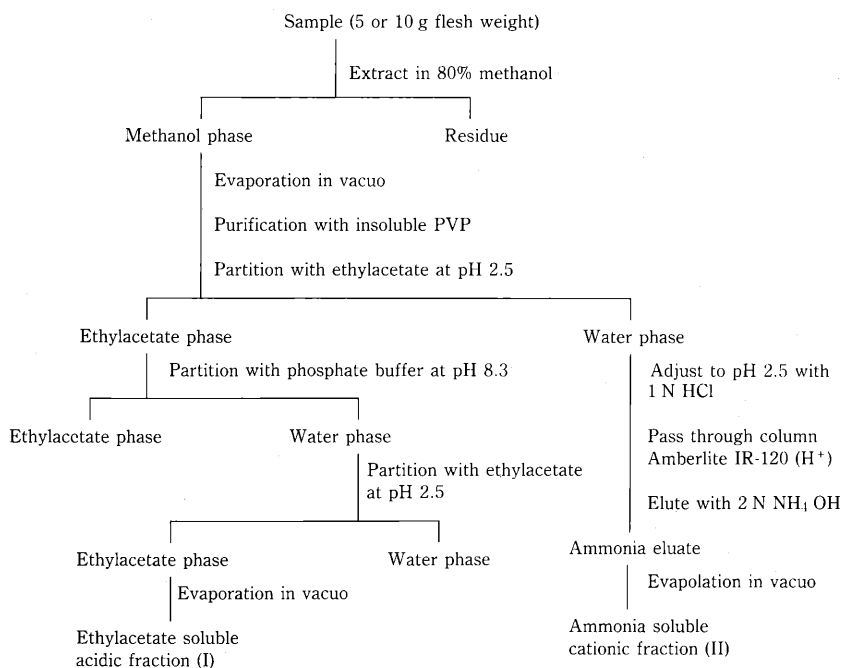 Sample (5 or 10 g flesh weight)
Extract in 80% methanol
Methanol phase
Residue
Evaporation in vacuo
Purification with insoluble PVP
Partition with ethylacetate at pH 2.5
Ethylacetate phase
Water phase
Partition with phosphate buffer at pH 8.3
Adjust to pH 2.5 with
1 N HCl
Ethylacetate phase
Water phase
Pass through column
Amberlite IR-120 (H⁺)
Partition with ethylacetate
at pH 2.5
Elute with 2 N NH₄ OH
Ethylacetate phase
Water phase
Ammonia eluate
Evaporation in vacuo
Evapolation in vacuo
Ethylacetate soluble
acidic fraction (I)
Ammonia soluble
cationic fraction (II)